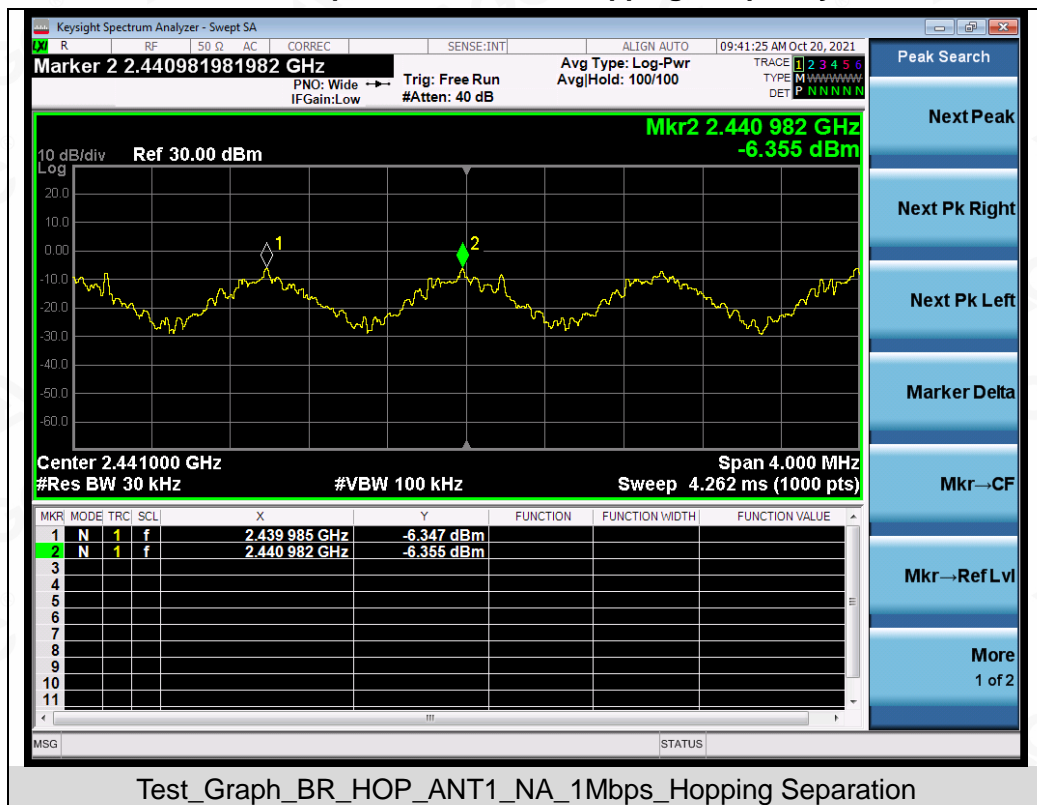 Keysight Spectrum Analyzer - Swept SA
LXI R RF 50 Ω AC CORREC SENSE:INT ALIGN AUTO 09:41:25 AM Oct 20, 2021
Marker 2 2.440981981982 GHz
PNO: Wide
IFGain:Low
Trig: Free Run
#Atten: 40 dB
Avg Type: Log-Pwr
Avg|Hold: 100/100
TRACE 1 2 3 4 5 6
TYPE M WWWWW
DET P N N N N N
Peak Search
Next Peak
Next Pk Right
Next Pk Left
Marker Delta
Mkr→CF
Mkr→Ref Lvl
More
1 of 2
Mkr2 2.440 982 GHz
-6.355 dBm
10 dB/div Ref 30.00 dBm
Log
20.0
10.0
0.00
-10.0
-20.0
-30.0
-40.0
-50.0
-60.0
1
2
Center 2.441000 GHz Span 4.000 MHz
#Res BW 30 kHz #VBW 100 kHz Sweep 4.262 ms (1000 pts)
MKR MODE TRC SCL X Y FUNCTION FUNCTION WIDTH FUNCTION VALUE
1 N 1 f 2.439 985 GHz -6.347 dBm
2 N 1 f 2.440 982 GHz -6.355 dBm
3
4
5
6
7
8
9
10
11
MSG STATUS
Test_Graph_BR_HOP_ANT1_NA_1Mbps_Hopping Separation